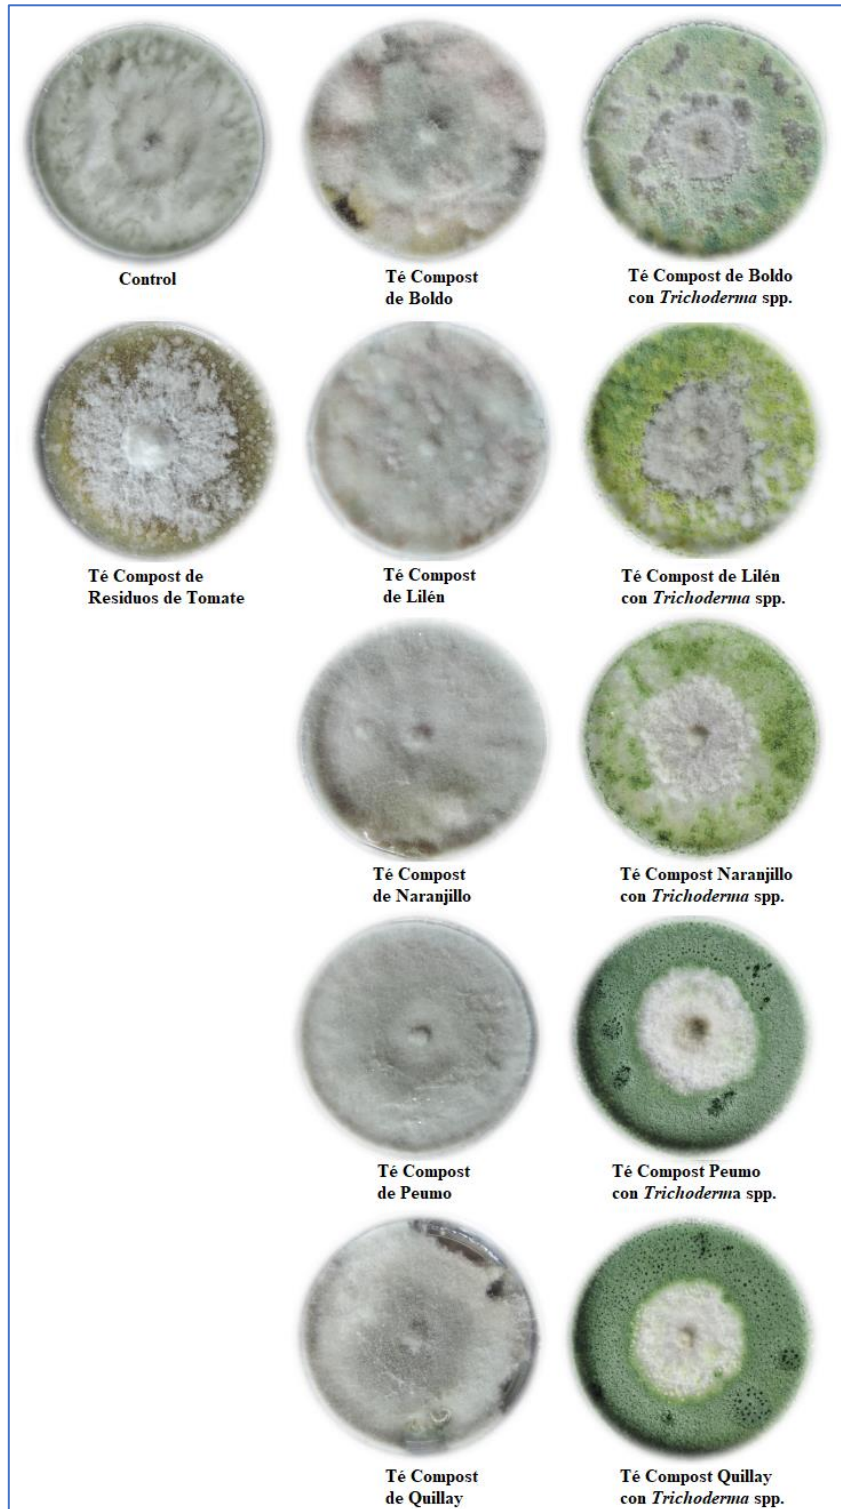 Control
Té Compost
de Boldo
Té Compost de Boldo
con Trichoderma spp.
Té Compost de
Residuos de Tomate
Té Compost
de Lilén
Té Compost de Lilén
con Trichoderma spp.
Té Compost
de Naranjillo
Té Compost Naranjillo
con Trichoderma spp.
Té Compost
de Peumo
Té Compost Peumo
con Trichoderma spp.
Té Compost
de Quillay
Té Compost Quillay
con Trichoderma spp.